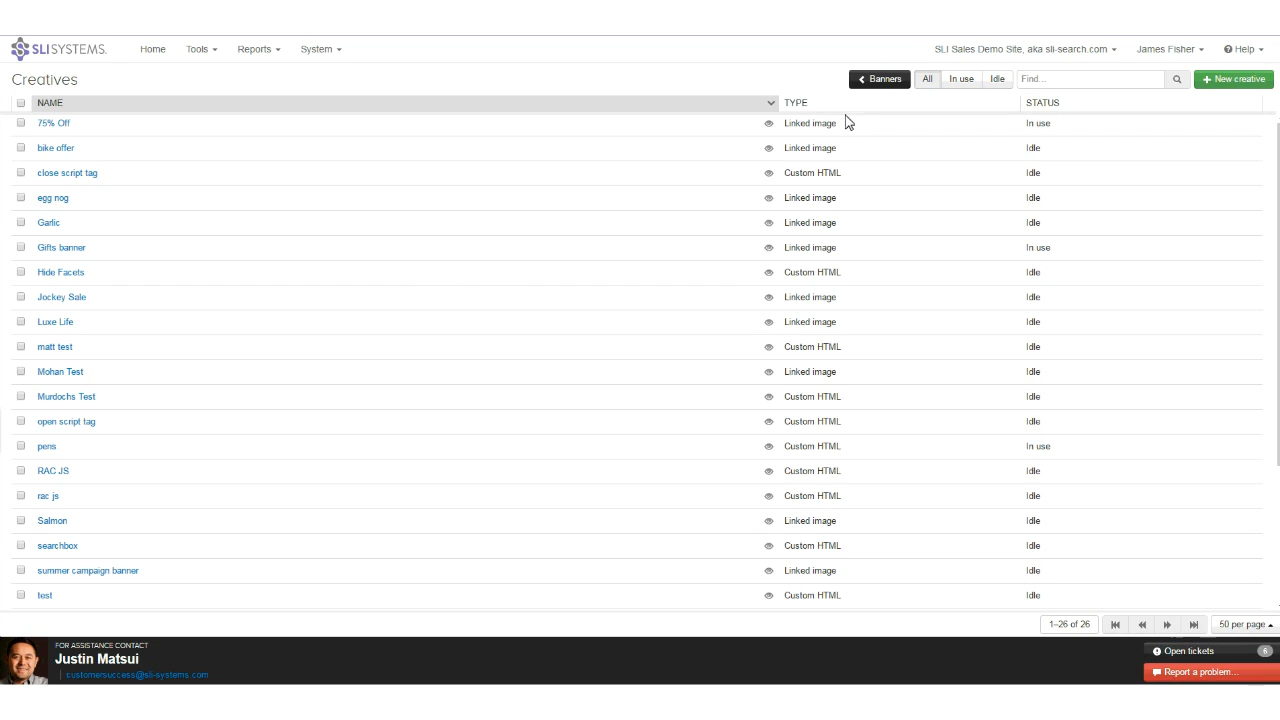 SLISYSTEMS. Home Tools Reports System SLI Sales Demo Site, aka sli-search.com James Fisher Help
Creatives Banners All In use Idle Find... New creative
NAME TYPE STATUS
75% Off Linked image In use
bike offer Linked image Idle
close script tag Custom HTML Idle
egg nog Linked image Idle
Garlic Linked image Idle
Gifts banner Linked image In use
Hide Facets Custom HTML Idle
Jockey Sale Linked image Idle
Luxe Life Linked image Idle
matt test Custom HTML Idle
Mohan Test Linked image Idle
Murdochs Test Custom HTML Idle
open script tag Custom HTML Idle
pens Custom HTML In use
RAC JS Custom HTML Idle
rac js Custom HTML Idle
Salmon Linked image Idle
searchbox Custom HTML Idle
summer campaign banner Linked image Idle
test Custom HTML Idle
1–26 of 26 50 per page
FOR ASSISTANCE CONTACT
Justin Matsui Open tickets 6
customersuccess@sli-systems.com Report a problem...